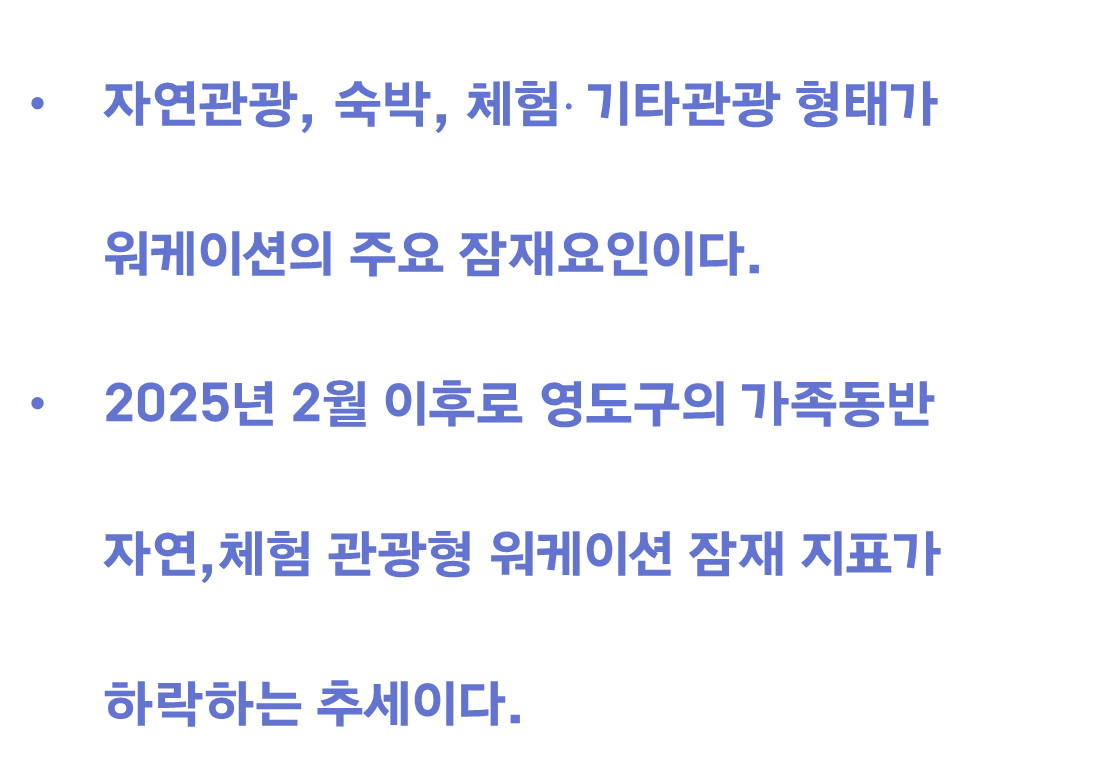 • 자연관광, 숙박, 체험· 기타관광 형태가
워케이션의 주요 잠재요인이다.
• 2025년 2월 이후로 영도구의 가족동반
자연,체험 관광형 워케이션 잠재 지표가
하락하는 추세이다.